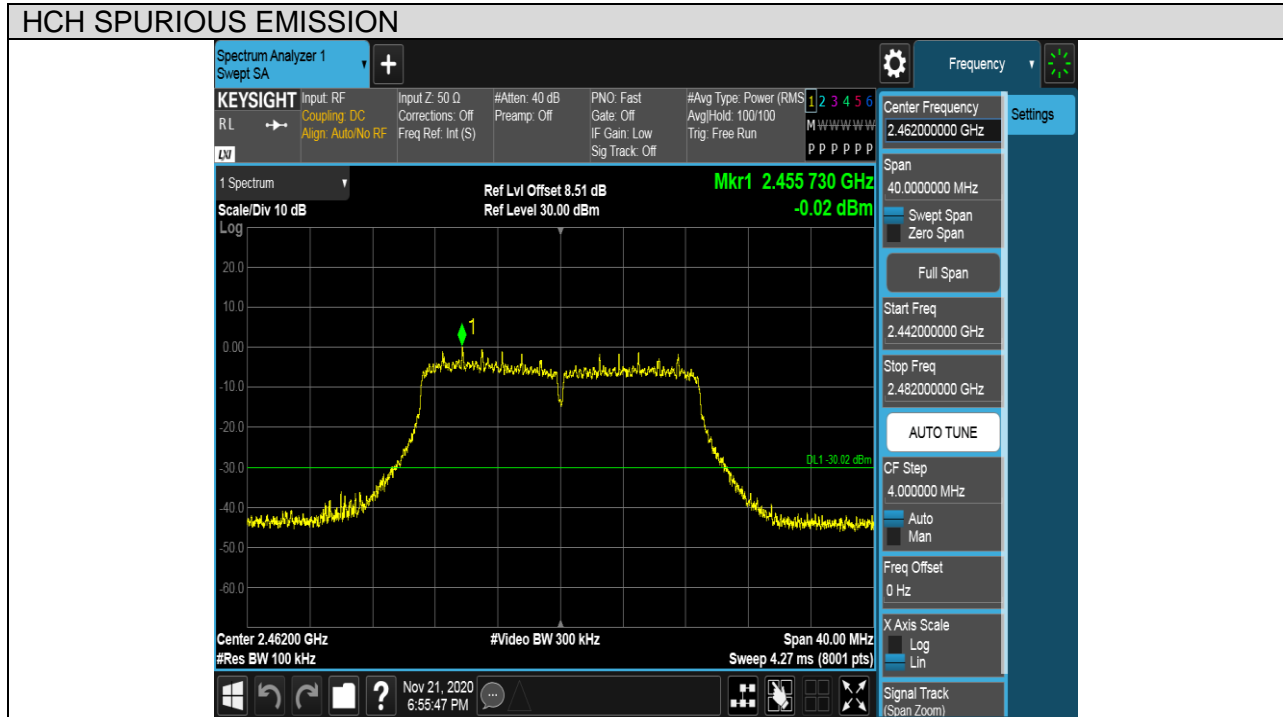 HCH SPURIOUS EMISSION
Spectrum Analyzer 1
Swept SA
+
Frequency
KEYSIGHT
RL
LXI
Input: RF
Coupling: DC
Align: Auto/No RF
Input Z: 50 Ω
Corrections: Off
Freq Ref: Int (S)
#Atten: 40 dB
Preamp: Off
PNO: Fast
Gate: Off
IF Gain: Low
Sig Track: Off
#Avg Type: Power (RMS
Avg|Hold: 100/100
Trig: Free Run
1 2 3 4 5 6
M W W W W W
P P P P P P
1 Spectrum
Scale/Div 10 dB
Ref Lvl Offset 8.51 dB
Ref Level 30.00 dBm
Mkr1 2.455 730 GHz
-0.02 dBm
Log
20.0
10.0
0.00
-10.0
-20.0
-30.0
-40.0
-50.0
-60.0
1
DL1 -30.02 dBm
Center 2.46200 GHz
#Res BW 100 kHz
#Video BW 300 kHz
Span 40.00 MHz
Sweep 4.27 ms (8001 pts)
Center Frequency
2.462000000 GHz
Settings
Span
40.0000000 MHz
Swept Span
Zero Span
Full Span
Start Freq
2.442000000 GHz
Stop Freq
2.482000000 GHz
AUTO TUNE
CF Step
4.000000 MHz
Auto
Man
Freq Offset
0 Hz
X Axis Scale
Log
Lin
Signal Track
(Span Zoom)
?
Nov 21, 2020
6:55:47 PM